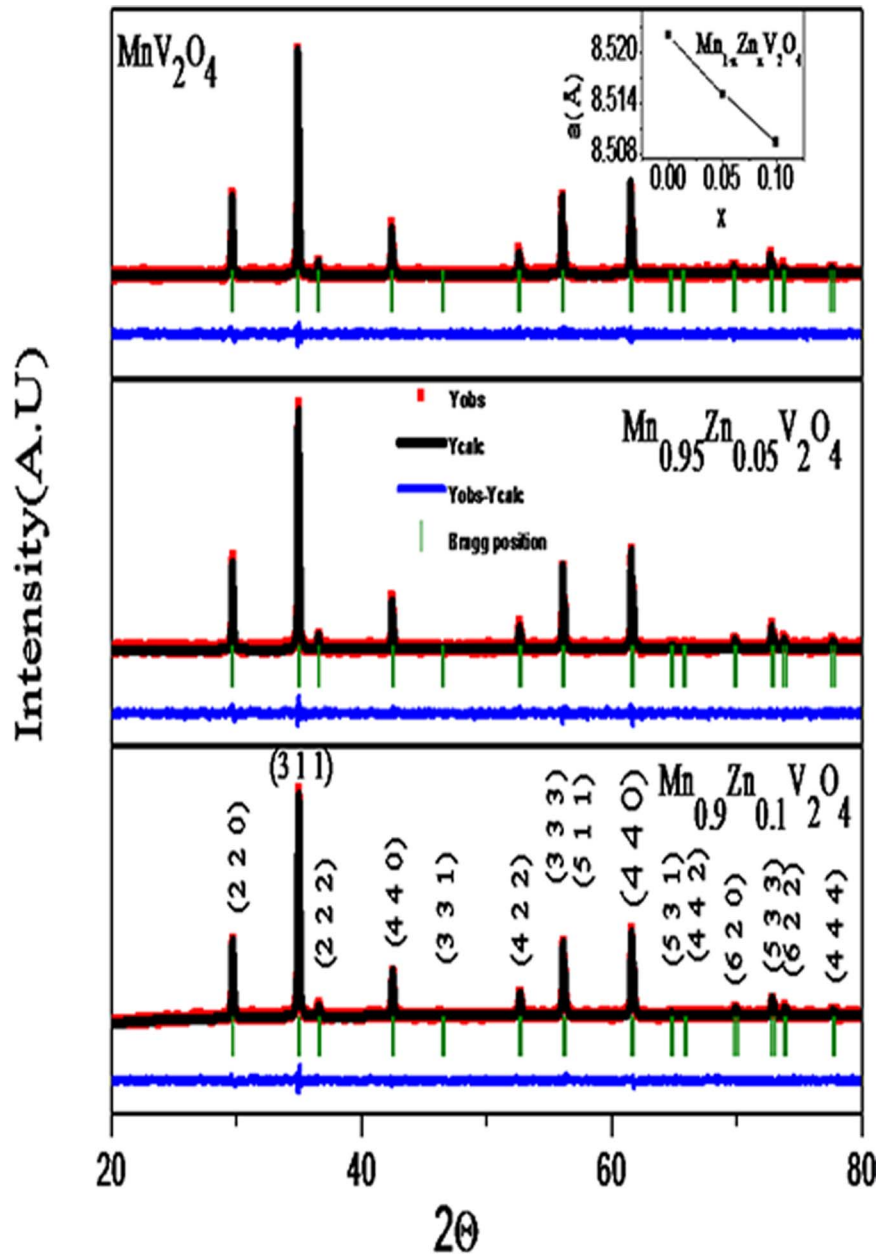 MnV2O4
Mn1-xZnxV2O4
a(Å)
8.520
8.514
8.508
0.00 0.05 0.10
x
Intensity(A.U)
Yobs
Ycalc
Yobs-Ycalc
Bragg position
Mn0.95Zn0.05V2O4
Mn0.9Zn0.1V2O4
(2 2 0)
(3 1 1)
(2 2 2)
(4 4 0)
(3 3 1)
(4 2 2)
(3 3 3)
(5 1 1)
(4 4 0)
(5 3 1)
(4 4 2)
(6 2 0)
(5 3 3)
(6 2 2)
(4 4 4)
20 40 60 80
2Θ